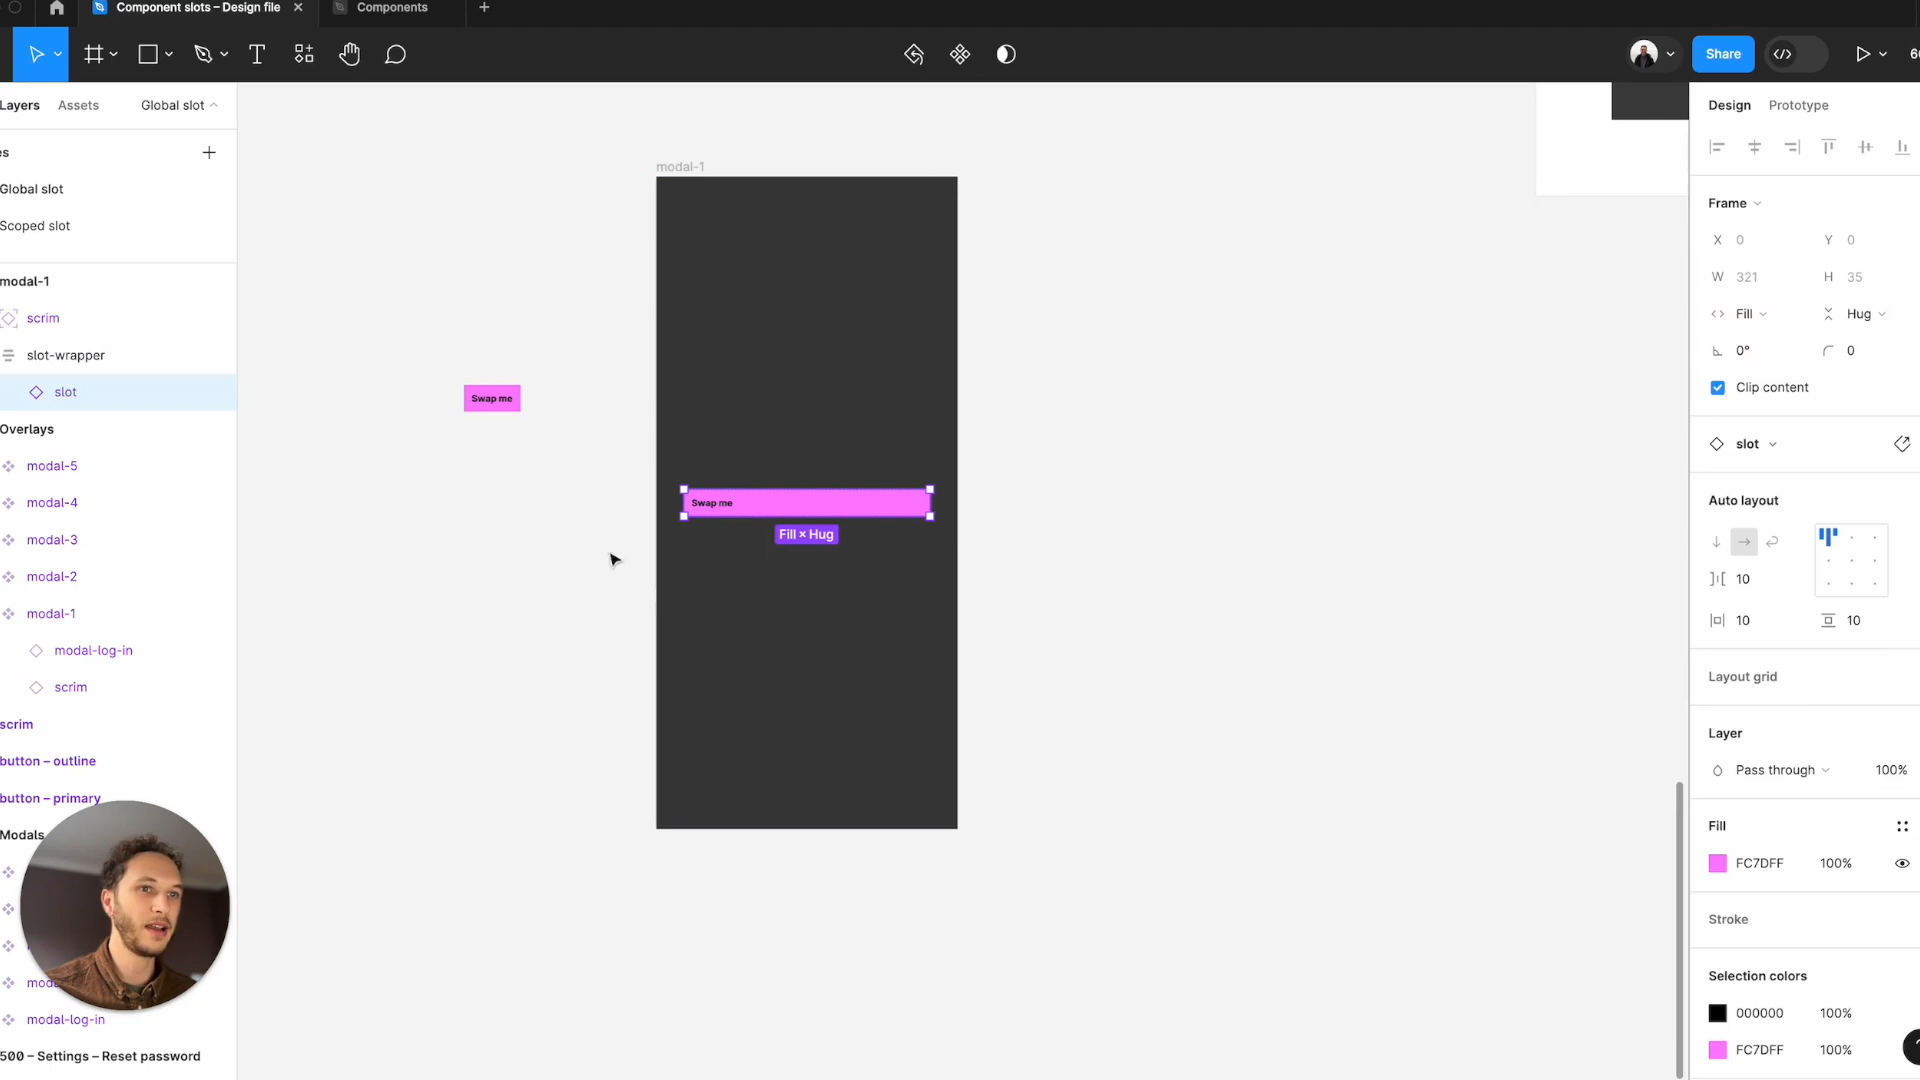 Component slots – Design file
Components
Share
Layers
Assets
Global slot
es
Global slot
Scoped slot
modal-1
scrim
slot-wrapper
slot
Overlays
modal-5
modal-4
modal-3
modal-2
modal-1
modal-log-in
scrim
scrim
button – outline
button – primary
Modals
modal-log-in
500 – Settings – Reset password
modal-1
Swap me
Swap me
Fill × Hug
Design
Prototype
Frame
X 0
Y 0
W 321
H 35
Fill
Hug
0°
0
Clip content
slot
Auto layout
10
10
10
Layout grid
Layer
Pass through
100%
Fill
FC7DFF
100%
Stroke
Selection colors
000000
100%
FC7DFF
100%